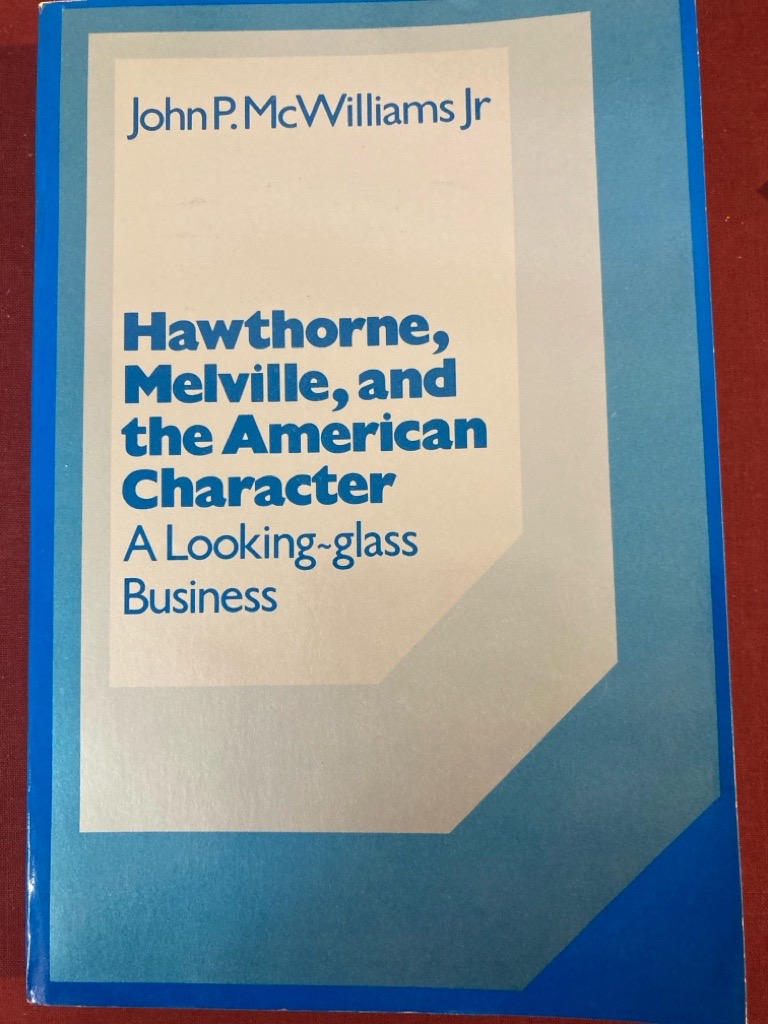 John P. McWilliams Jr
Hawthorne,
Melville, and
the American
Character
A Looking~glass
Business